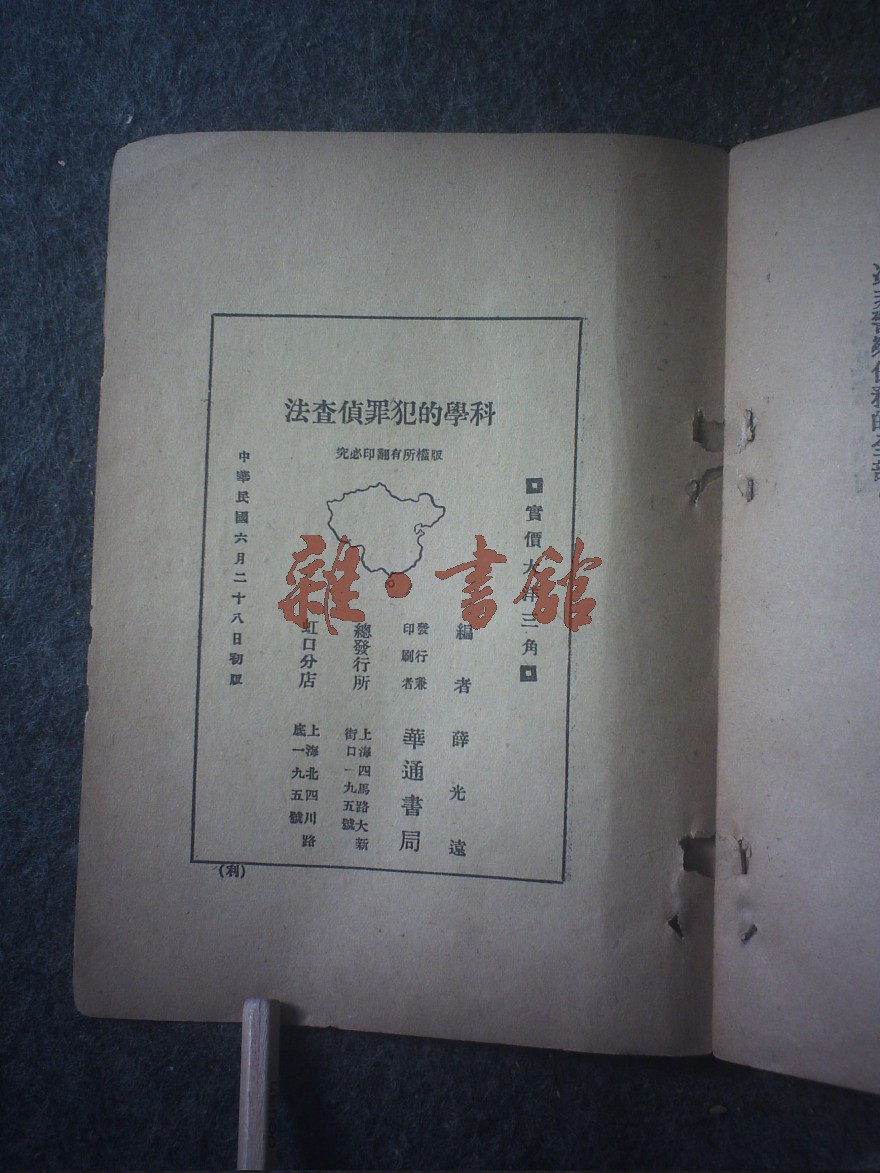 科學的犯罪偵查法
版權所有翻印必究
實價大洋三角
編者 薛光遠
發行兼印刷者 華通書局
總發行所 上海四馬路大新街口一九五號
虹口分店 上海北四川路底一九五號
中華民國六月二十八日初版
(利)
雜·書館